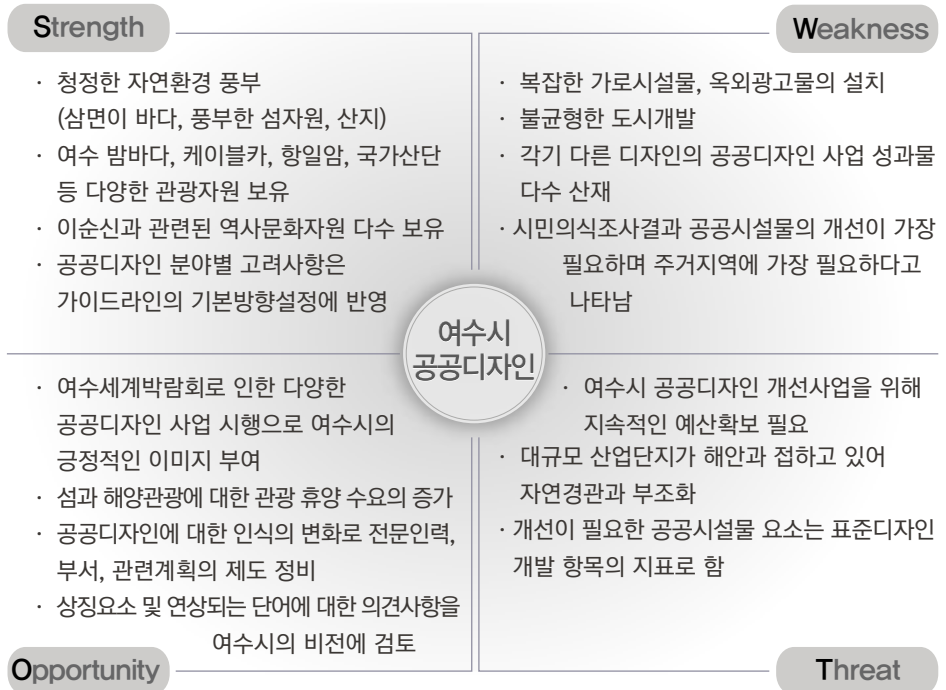 Strength
· 청정한 자연환경 풍부
(삼면이 바다, 풍부한 섬자원, 산지)
· 여수 밤바다, 케이블카, 항일암, 국가산단
등 다양한 관광자원 보유
· 이순신과 관련된 역사문화자원 다수 보유
· 공공디자인 분야별 고려사항은
가이드라인의 기본방향설정에 반영
Weakness
· 복잡한 가로시설물, 옥외광고물의 설치
· 불균형한 도시개발
· 각기 다른 디자인의 공공디자인 사업 성과물
다수 산재
· 시민의식조사결과 공공시설물의 개선이 가장
필요하며 주거지역에 가장 필요하다고
나타남
여수시
공공디자인
· 여수세계박람회로 인한 다양한
공공디자인 사업 시행으로 여수시의
긍정적인 이미지 부여
· 섬과 해양관광에 대한 관광 휴양 수요의 증가
· 공공디자인에 대한 인식의 변화로 전문인력,
부서, 관련계획의 제도 정비
· 상징요소 및 연상되는 단어에 대한 의견사항을
여수시의 비전에 검토
Opportunity
· 여수시 공공디자인 개선사업을 위해
지속적인 예산확보 필요
· 대규모 산업단지가 해안과 접하고 있어
자연경관과 부조화
· 개선이 필요한 공공시설물 요소는 표준디자인
개발 항목의 지표로 함
Threat